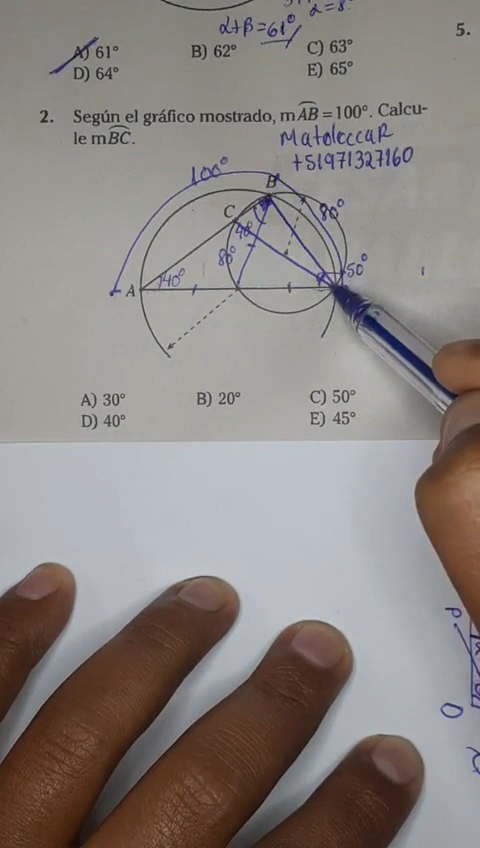 α+β=61°
5.
A) 61°
B) 62°
C) 63°
D) 64°
E) 65°
2. Según el gráfico mostrado, mAB=100°. Calcu-
le mBC.
MatoleccaR
+51971327160
100°
B
80°
C
40°
80°
50°
A
40°
A) 30°
B) 20°
C) 50°
D) 40°
E) 45°
P
O